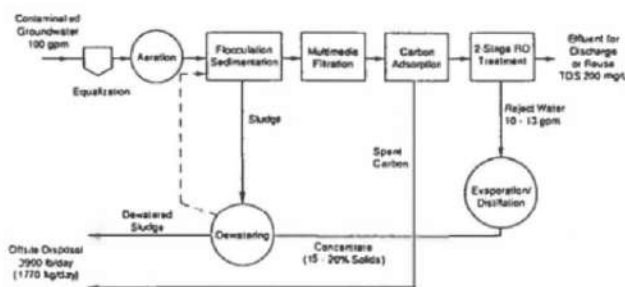 Contaminated
Groundwater
100 gpm
Equalization
Aeration
Flocculation
Sedimentation
Multimedia
Filtration
Carbon
Adsorption
2-Stage RO
Treatment
Effluent for
Discharge
or Reuse
TDS 200 mg/L
Sludge
Spent
Carbon
Reject Water
10 - 13 gpm
Evaporation/
Distillation
Dewatering
Dewatered
Sludge
Concentrate
(15 - 20% Solids)
Offsite Disposal
3900 lb/day
(1770 kg/day)